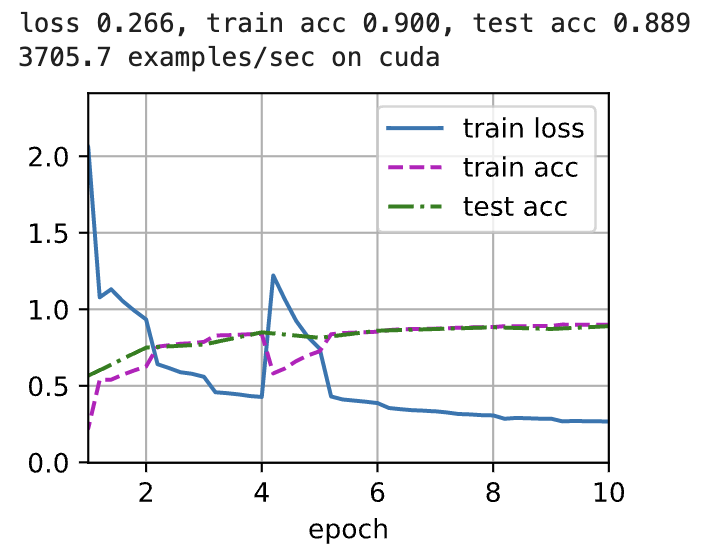 loss 0.266, train acc 0.900, test acc 0.889
3705.7 examples/sec on cuda
train loss
train acc
test acc
2.0
1.5
1.0
0.5
0.0
2 4 6 8 10
epoch